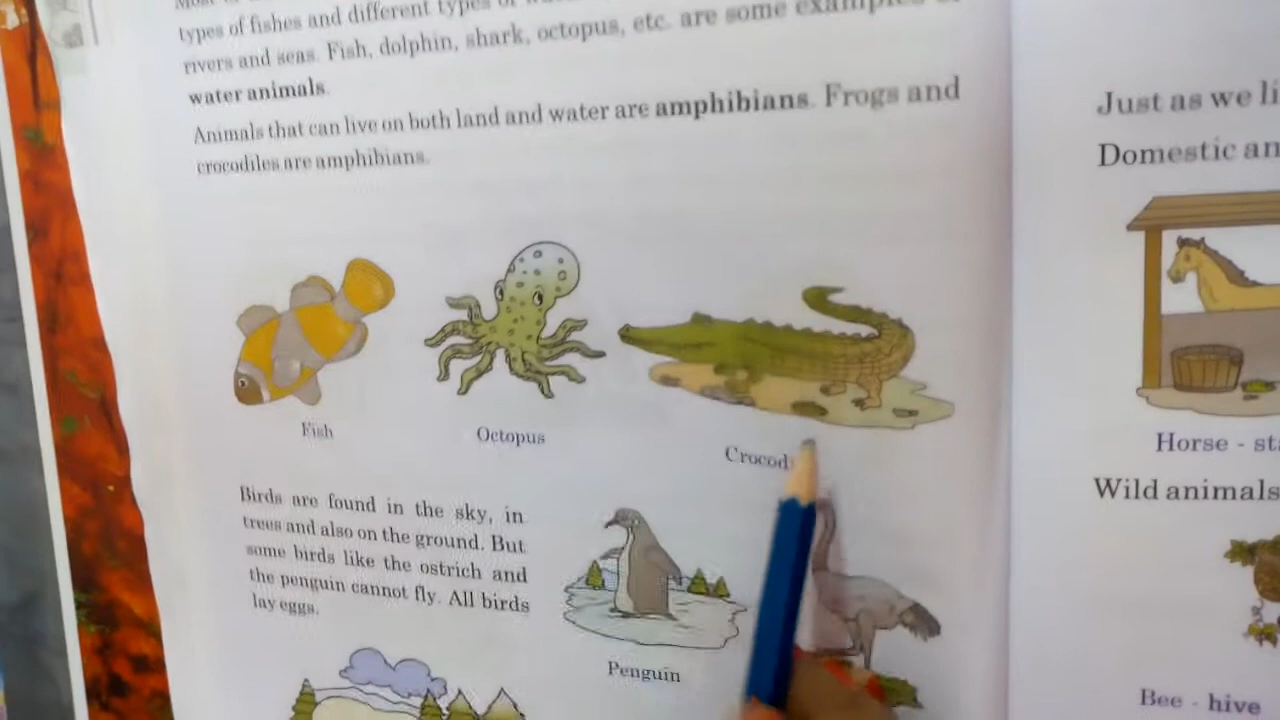 types of fishes and different types of
rivers and seas. Fish, dolphin, shark, octopus, etc. are some examples
water animals.
Animals that can live on both land and water are amphibians. Frogs and
crocodiles are amphibians.
Fish
Octopus
Crocod
Birds are found in the sky, in
trees and also on the ground. But
some birds like the ostrich and
the penguin cannot fly. All birds
lay eggs.
Penguin
Just as we li
Domestic an
Horse - sta
Wild animals
Bee - hive